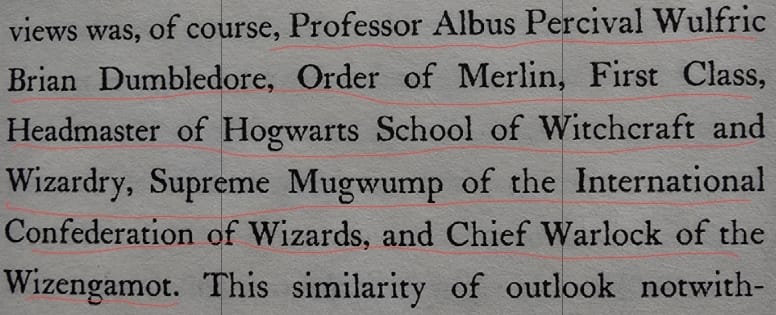 views was, of course, Professor Albus Percival Wulfric
Brian Dumbledore, Order of Merlin, First Class,
Headmaster of Hogwarts School of Witchcraft and
Wizardry, Supreme Mugwump of the International
Confederation of Wizards, and Chief Warlock of the
Wizengamot. This similarity of outlook notwith-